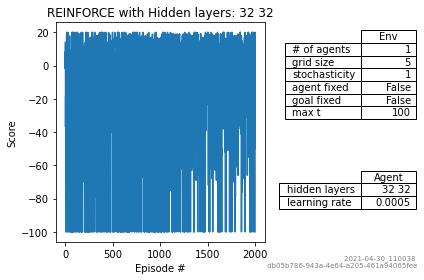 REINFORCE with Hidden layers: 32 32
20
0
−20
−40
−60
−80
−100
Score
0 500 1000 1500 2000
Episode #
Env
# of agents 1
grid size 5
stochasticity 1
agent fixed False
goal fixed False
max t 100
Agent
hidden layers 32 32
learning rate 0.0005
2021-04-30_110038
db05b786-943a-4e64-a205-461a94065fee